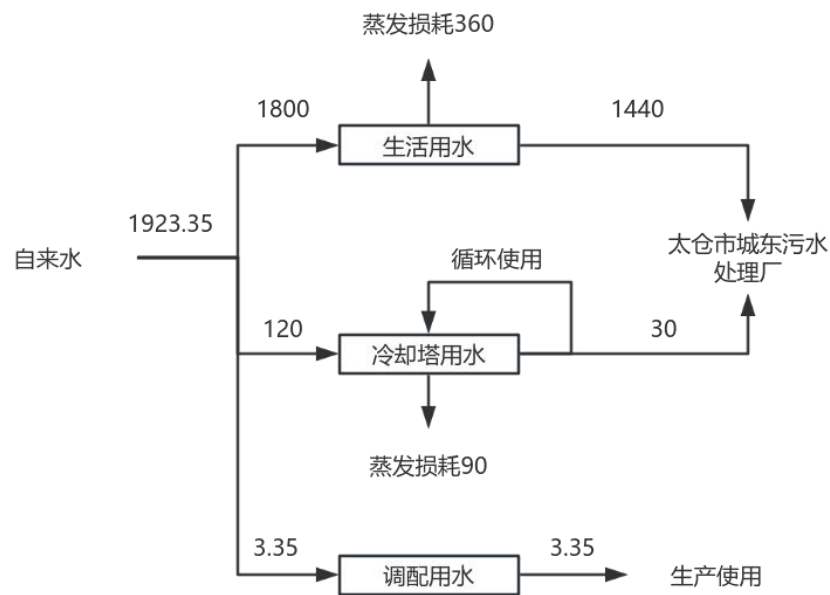 蒸发损耗360
1800
生活用水
1440
1923.35
自来水
太仓市城东污水
处理厂
循环使用
120
冷却塔用水
30
蒸发损耗90
3.35
调配用水
3.35
生产使用